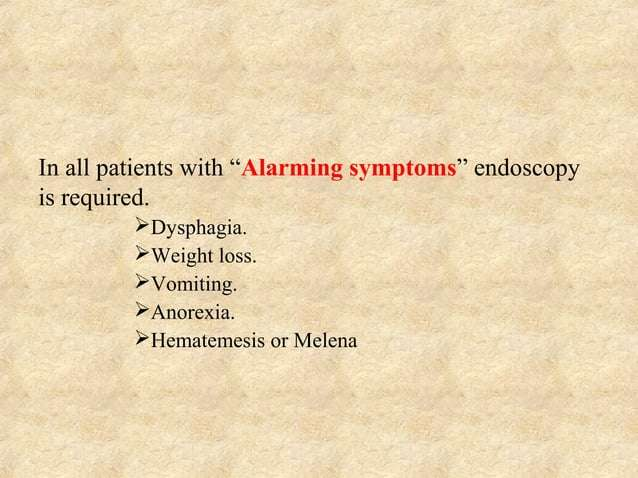 In all patients with “Alarming symptoms” endoscopy
is required.
➢Dysphagia.
➢Weight loss.
➢Vomiting.
➢Anorexia.
➢Hematemesis or Melena